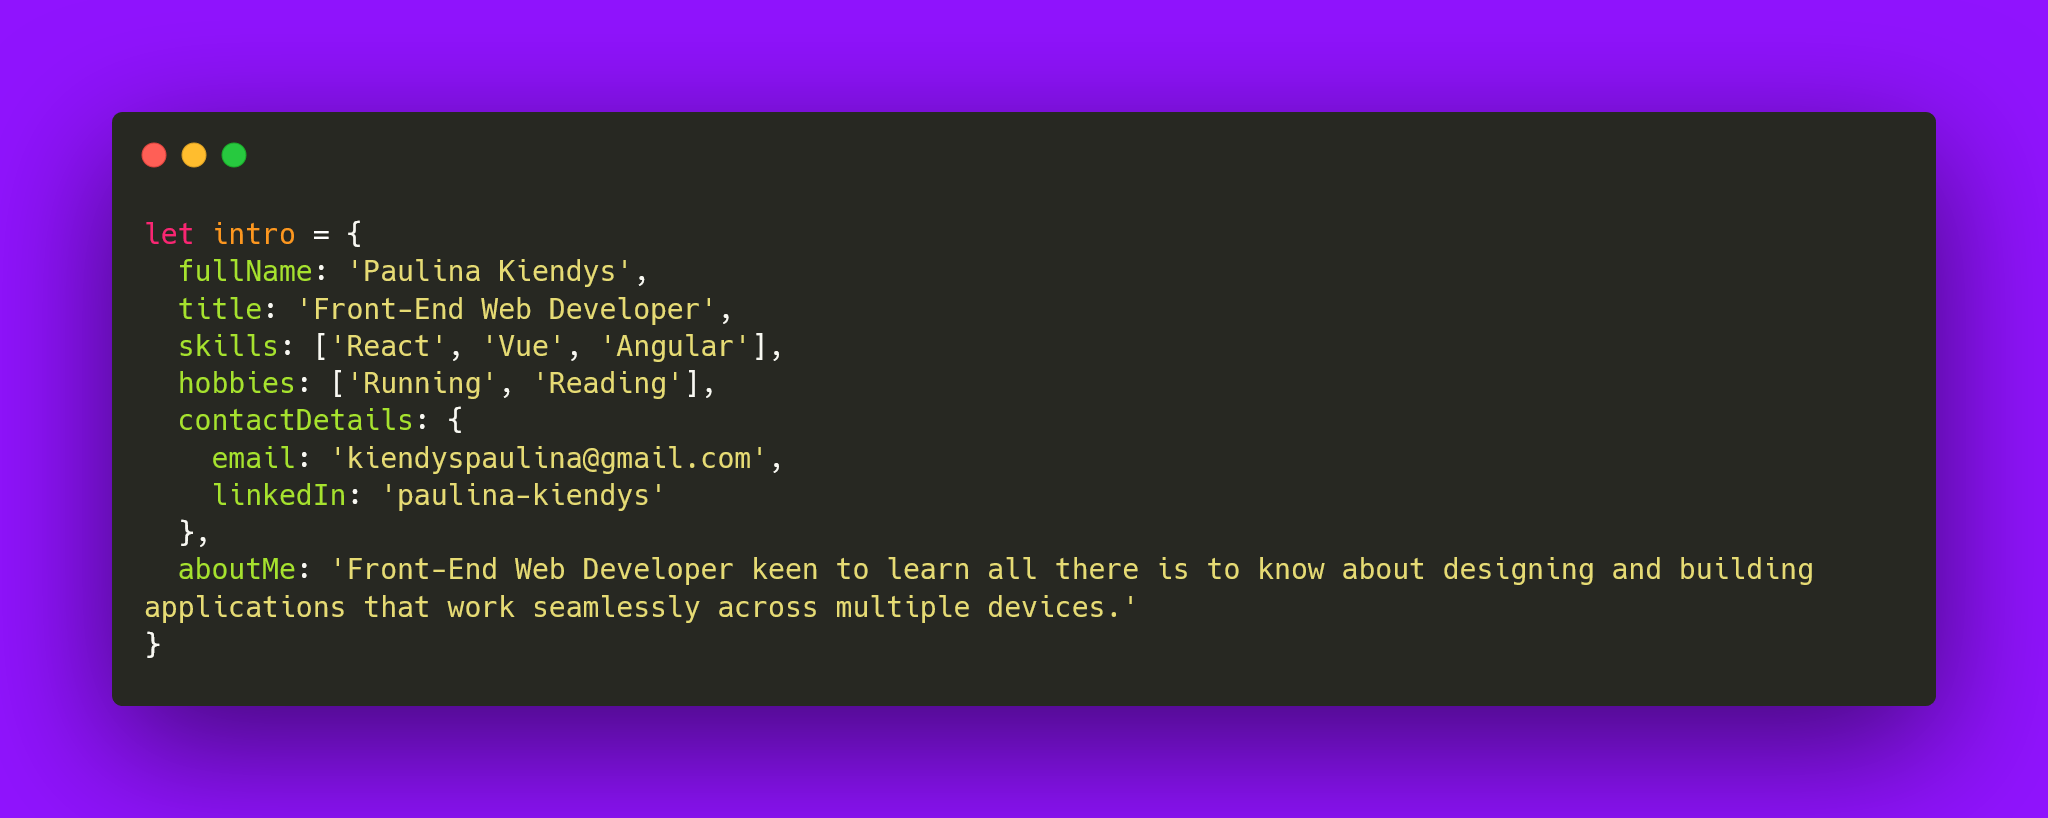 let intro = {
  fullName: 'Paulina Kiendys',
  title: 'Front-End Web Developer',
  skills: ['React', 'Vue', 'Angular'],
  hobbies: ['Running', 'Reading'],
  contactDetails: {
    email: 'kiendyspaulina@gmail.com',
    linkedIn: 'paulina-kiendys'
  },
  aboutMe: 'Front-End Web Developer keen to learn all there is to know about designing and building
applications that work seamlessly across multiple devices.'
}